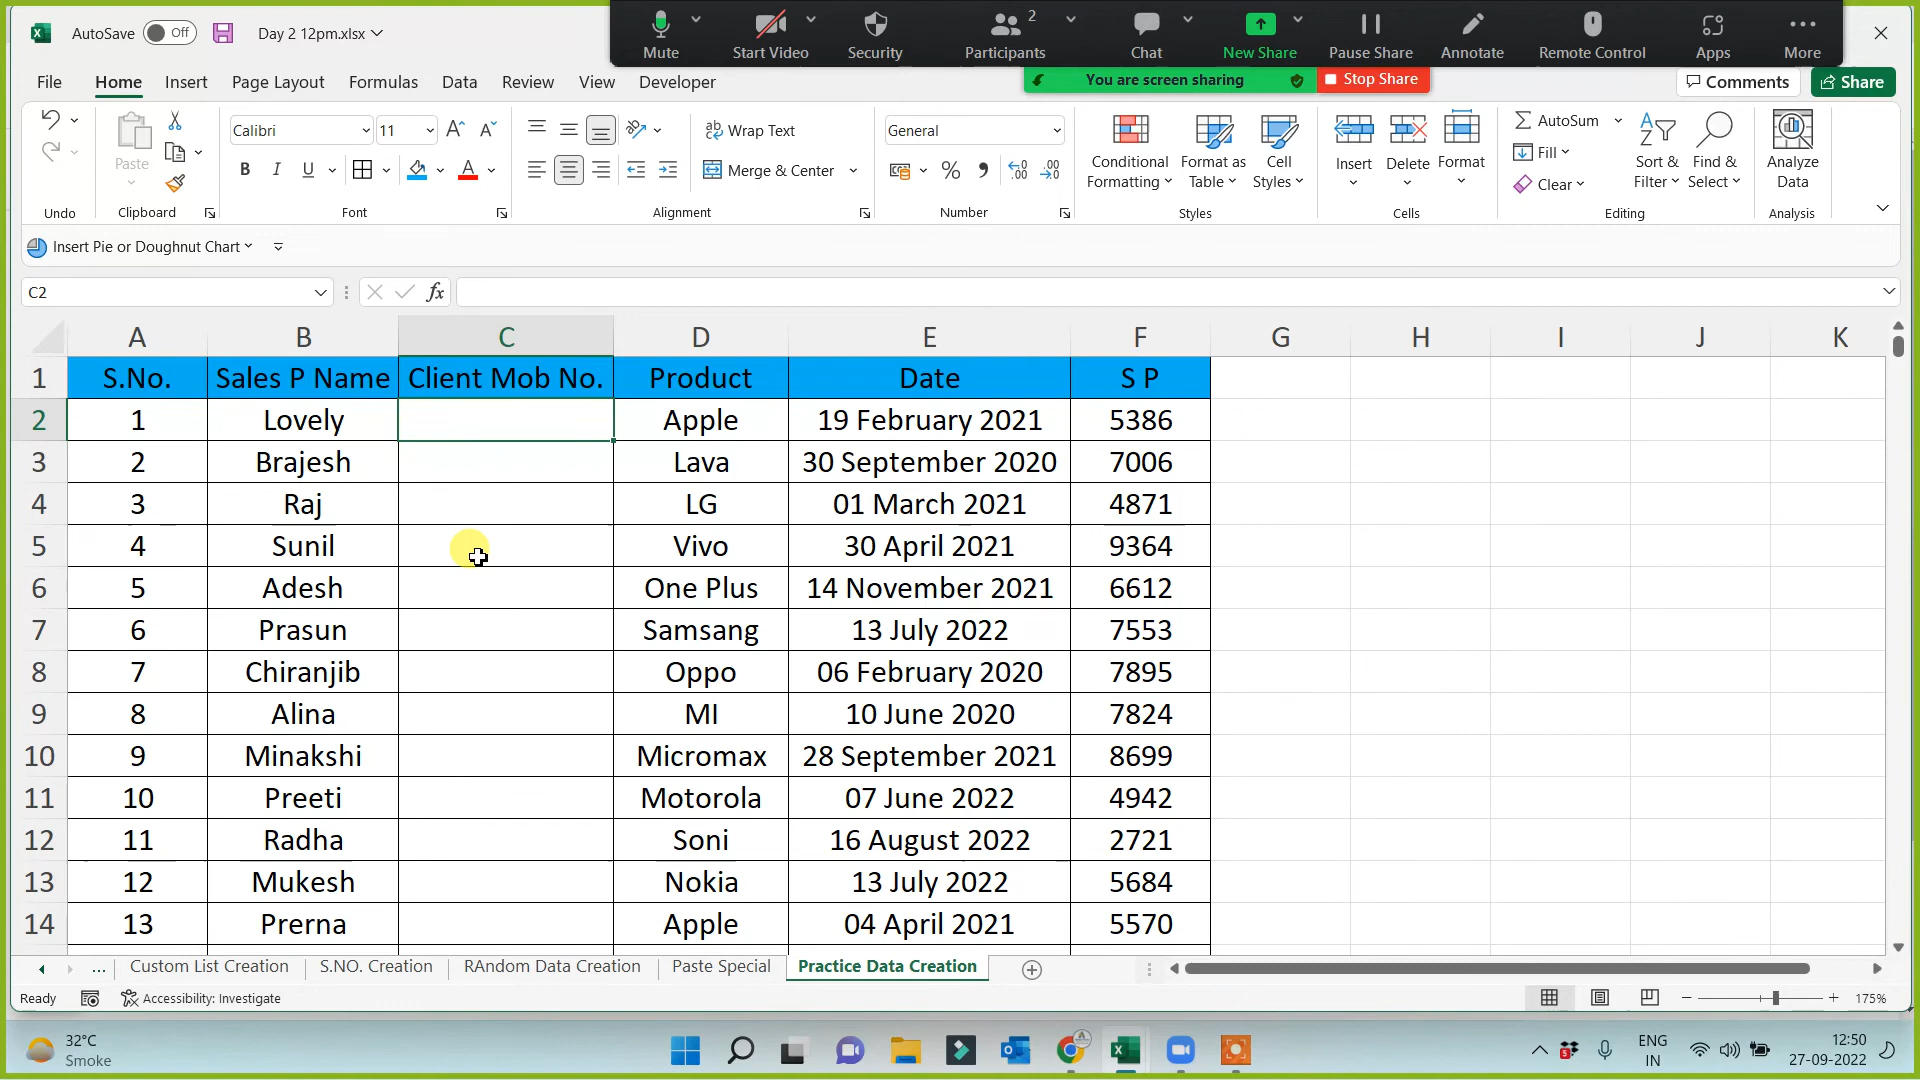 AutoSave Off Day 2 12pm.xlsx
Mute Start Video Security Participants 2 Chat New Share Pause Share Annotate Remote Control Apps More
You are screen sharing Stop Share
File Home Insert Page Layout Formulas Data Review View Developer Comments Share
Calibri 11 Wrap Text General AutoSum
Paste B I U Merge & Center % Conditional Formatting Format as Table Cell Styles Insert Delete Format Fill Clear Sort & Filter Find & Select Analyze Data
Undo Clipboard Font Alignment Number Styles Cells Editing Analysis
Insert Pie or Doughnut Chart
C2 fx
A B C D E F G H I J K
1 S.No. Sales P Name Client Mob No. Product Date S P
2 1 Lovely Apple 19 February 2021 5386
3 2 Brajesh Lava 30 September 2020 7006
4 3 Raj LG 01 March 2021 4871
5 4 Sunil Vivo 30 April 2021 9364
6 5 Adesh One Plus 14 November 2021 6612
7 6 Prasun Samsang 13 July 2022 7553
8 7 Chiranjib Oppo 06 February 2020 7895
9 8 Alina MI 10 June 2020 7824
10 9 Minakshi Micromax 28 September 2021 8699
11 10 Preeti Motorola 07 June 2022 4942
12 11 Radha Soni 16 August 2022 2721
13 12 Mukesh Nokia 13 July 2022 5684
14 13 Prerna Apple 04 April 2021 5570
... Custom List Creation S.NO. Creation RAndom Data Creation Paste Special Practice Data Creation
Ready Accessibility: Investigate 175%
32°C
Smoke
ENG
IN
12:50
27-09-2022